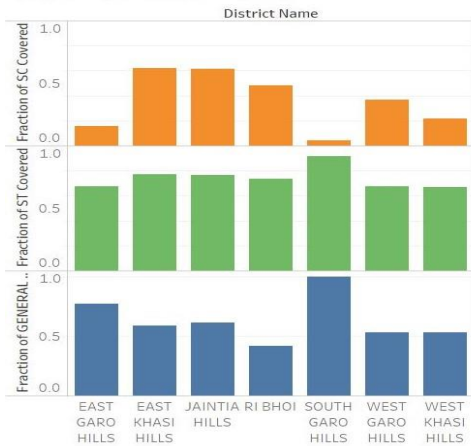 District Name
Fraction of SC Covered
1.0
0.5
0.0
Fraction of ST Covered
1.0
0.5
0.0
Fraction of GENERAL ..
1.0
0.5
0.0
EAST GARO HILLS
EAST KHASI HILLS
JAINTIA HILLS
RI BHOI
SOUTH GARO HILLS
WEST GARO HILLS
WEST KHASI HILLS